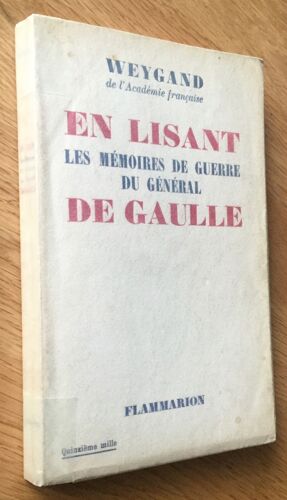 WEYGAND
de l'Académie française
EN LISANT
LES MÉMOIRES DE GUERRE
DU GÉNÉRAL
DE GAULLE
FLAMMARION
Quinzième mille